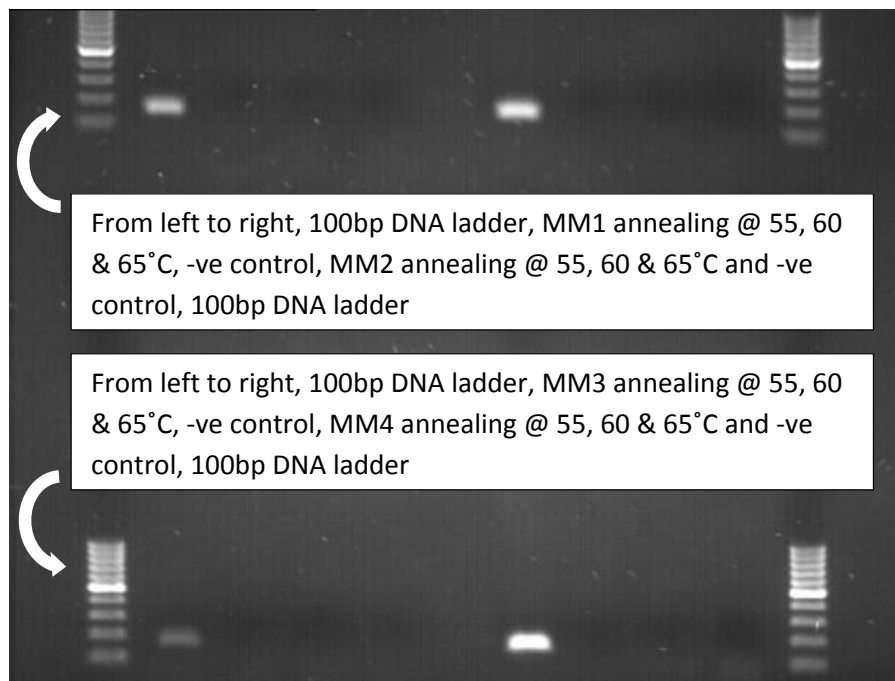 From left to right, 100bp DNA ladder, MM1 annealing @ 55, 60
& 65˚C, -ve control, MM2 annealing @ 55, 60 & 65˚C and -ve
control, 100bp DNA ladder
From left to right, 100bp DNA ladder, MM3 annealing @ 55, 60
& 65˚C, -ve control, MM4 annealing @ 55, 60 & 65˚C and -ve
control, 100bp DNA ladder